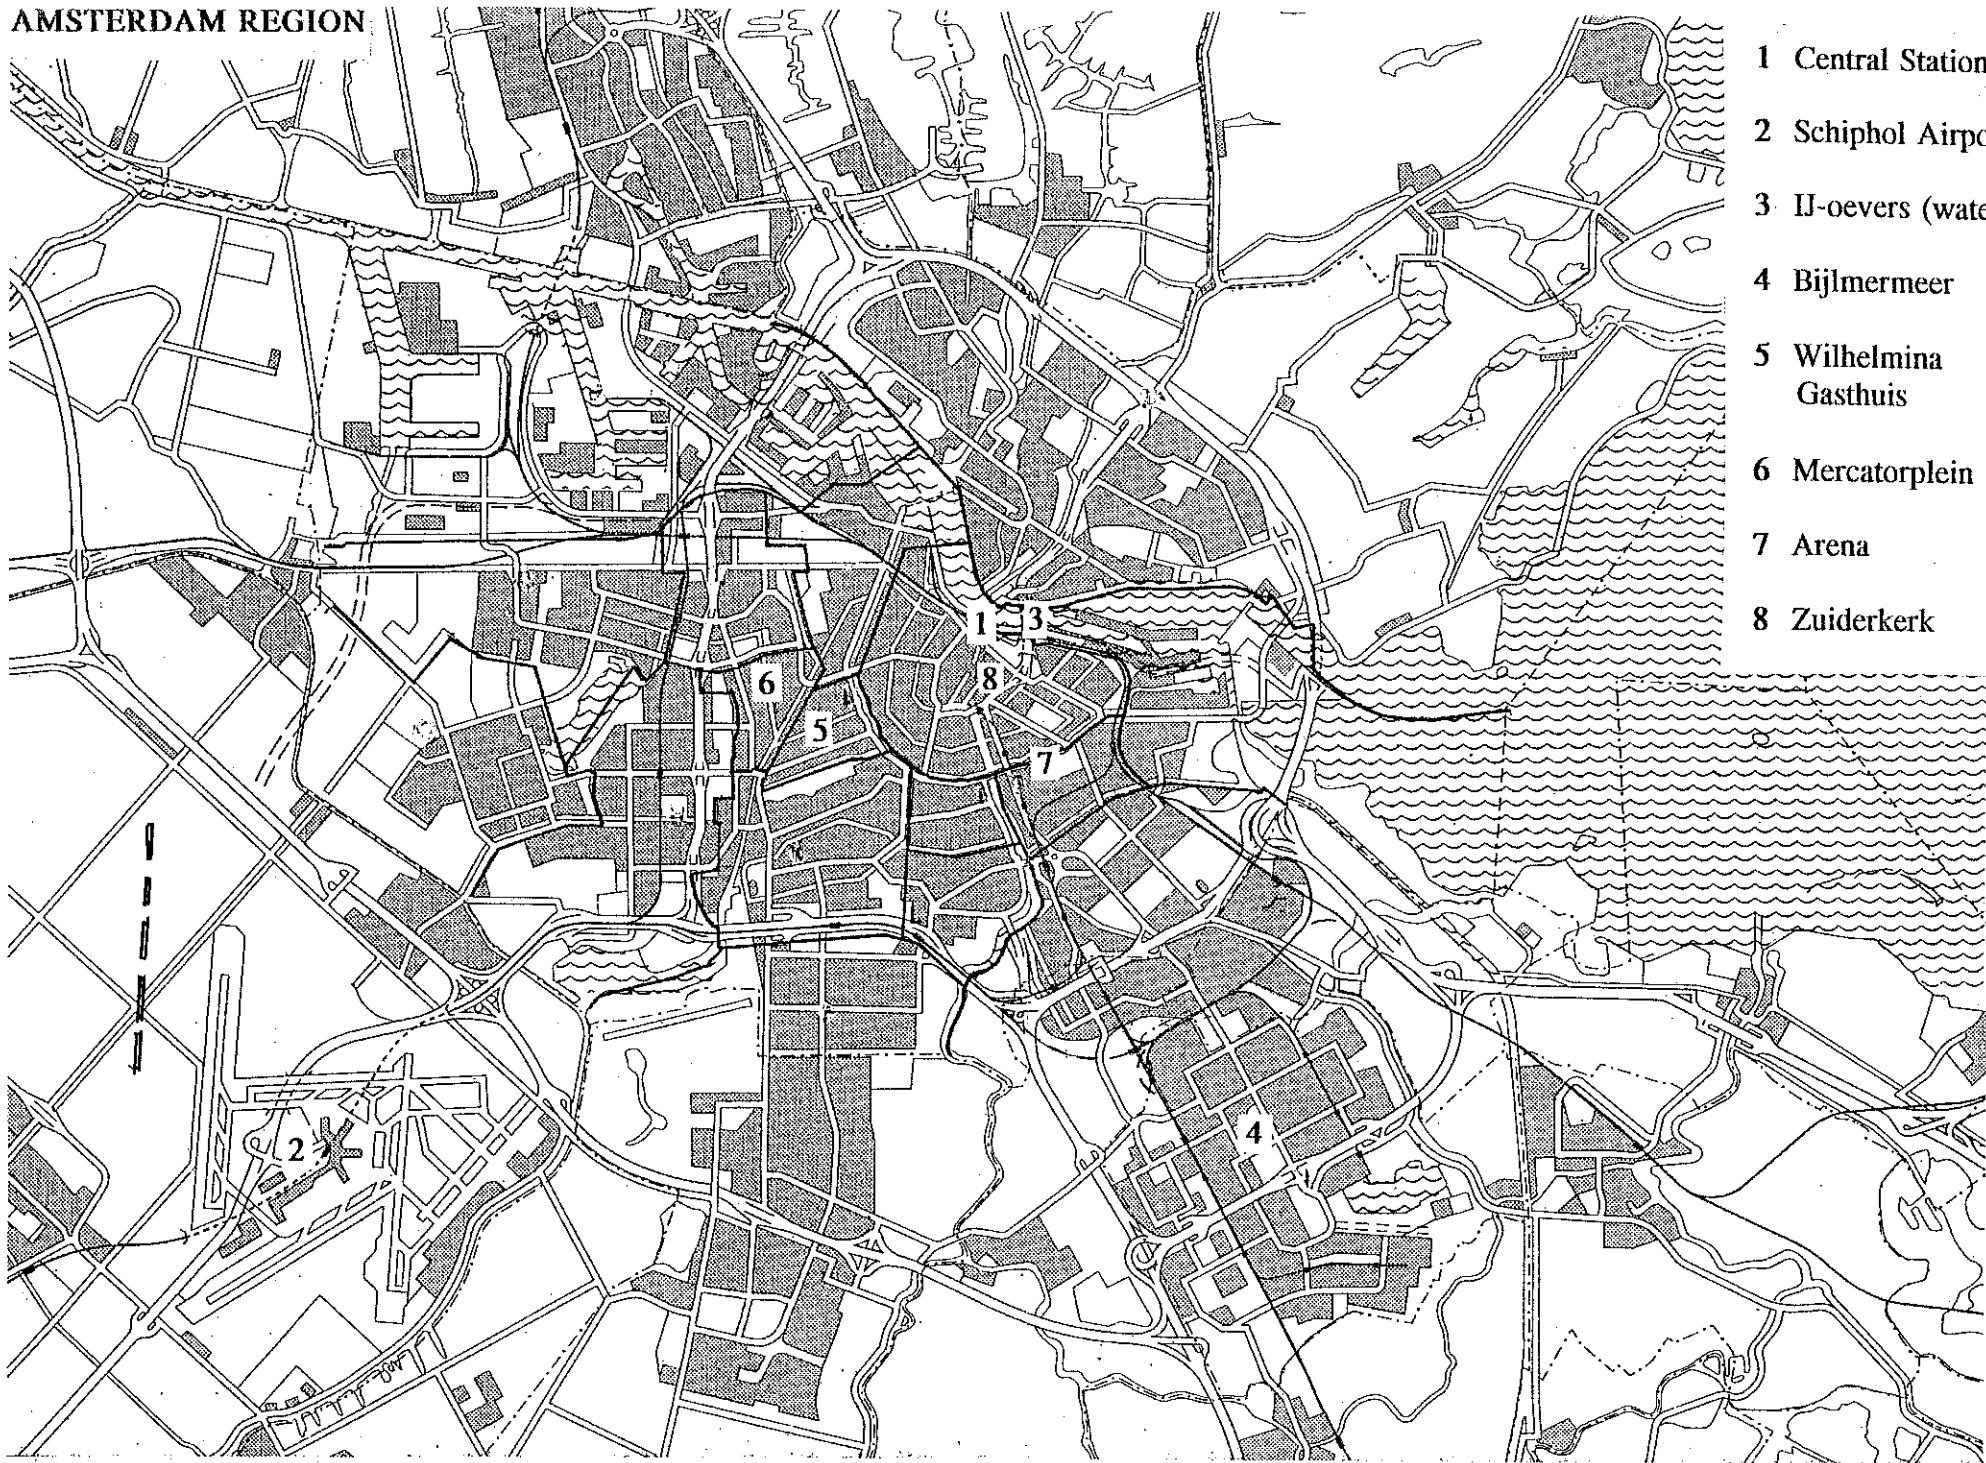 AMSTERDAM REGION
1 Central Station
2 Schiphol Airpo
3 IJ-oevers (wate
4 Bijlmermeer
5 Wilhelmina
Gasthuis
6 Mercatorplein
7 Arena
8 Zuiderkerk
1
3
8
6
5
7
2
4